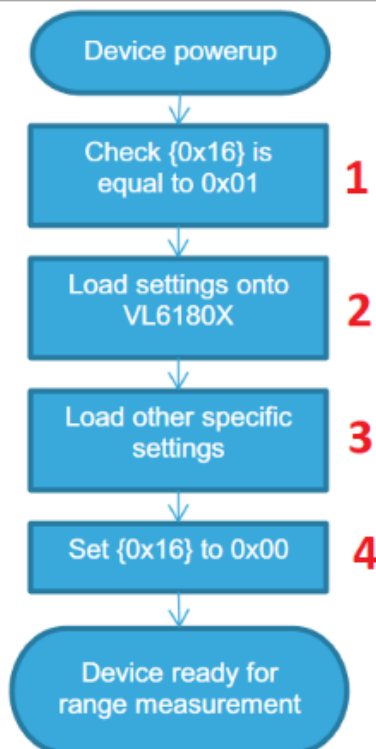 Device powerup
Check {0x16} is
equal to 0x01
1
Load settings onto
VL6180X
2
Load other specific
settings
3
Set {0x16} to 0x00
4
Device ready for
range measurement